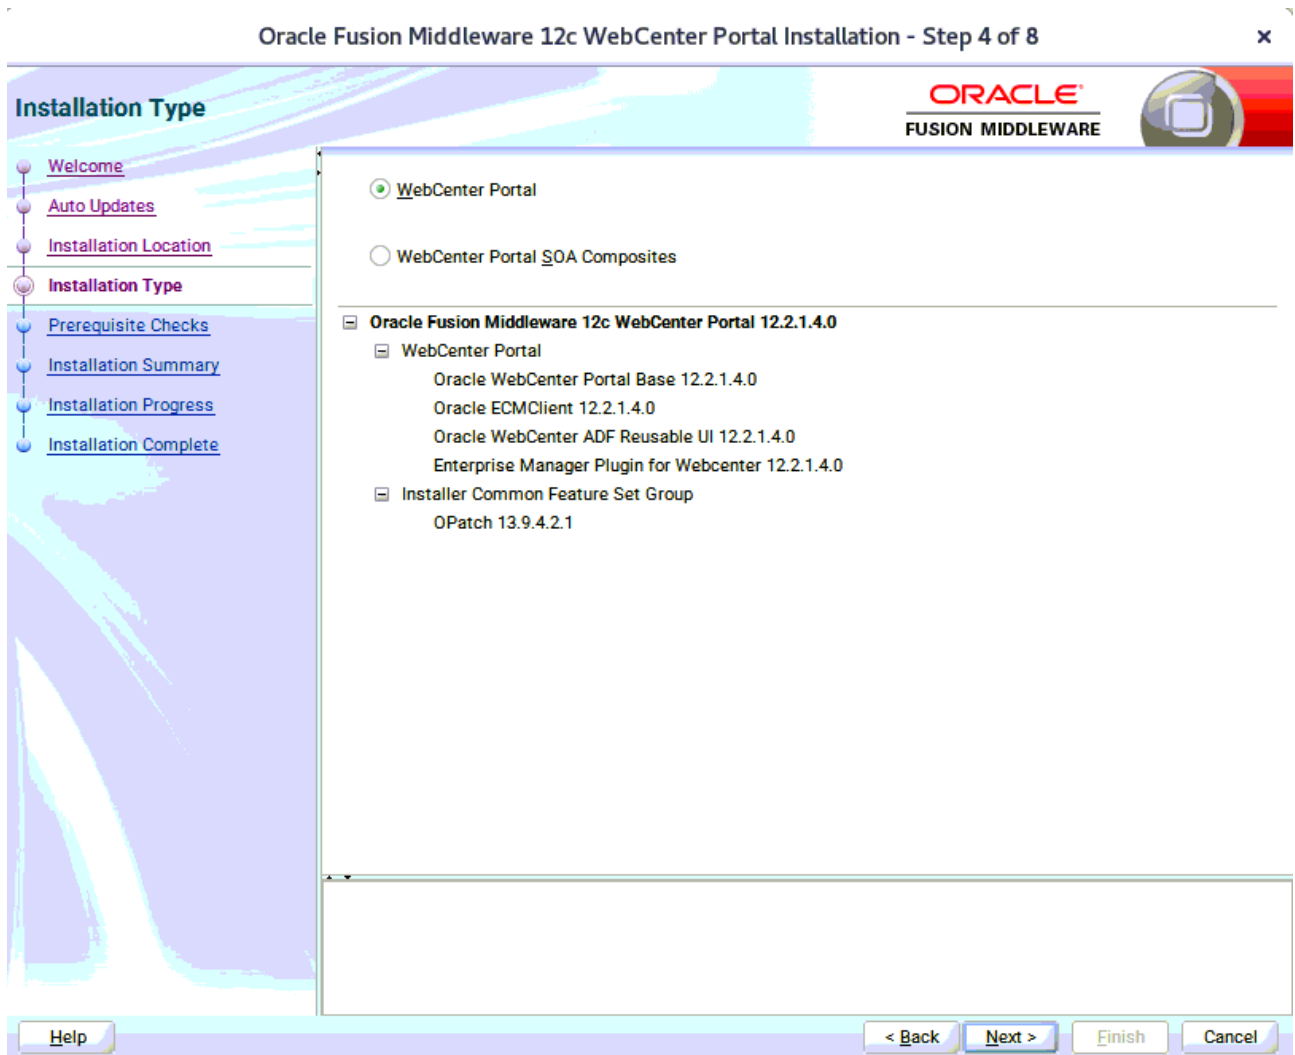 Oracle Fusion Middleware 12c WebCenter Portal Installation - Step 4 of 8
Installation Type
ORACLE
FUSION MIDDLEWARE
Welcome
Auto Updates
Installation Location
Installation Type
Prerequisite Checks
Installation Summary
Installation Progress
Installation Complete
WebCenter Portal
WebCenter Portal SOA Composites
Oracle Fusion Middleware 12c WebCenter Portal 12.2.1.4.0
WebCenter Portal
Oracle WebCenter Portal Base 12.2.1.4.0
Oracle ECMClient 12.2.1.4.0
Oracle WebCenter ADF Reusable UI 12.2.1.4.0
Enterprise Manager Plugin for Webcenter 12.2.1.4.0
Installer Common Feature Set Group
OPatch 13.9.4.2.1
Help
< Back
Next >
Finish
Cancel